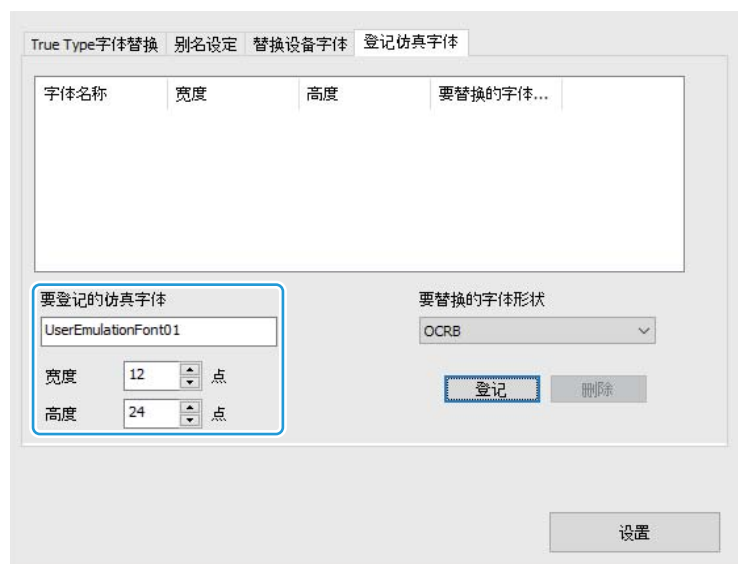 True Type字体替换 别名设定 替换设备字体 登记仿真字体
字体名称 宽度 高度 要替换的字体...
要登记的仿真字体 要替换的字体形状
UserEmulationFont01 OCRB
宽度 12 点 登记 删除
高度 24 点
设置